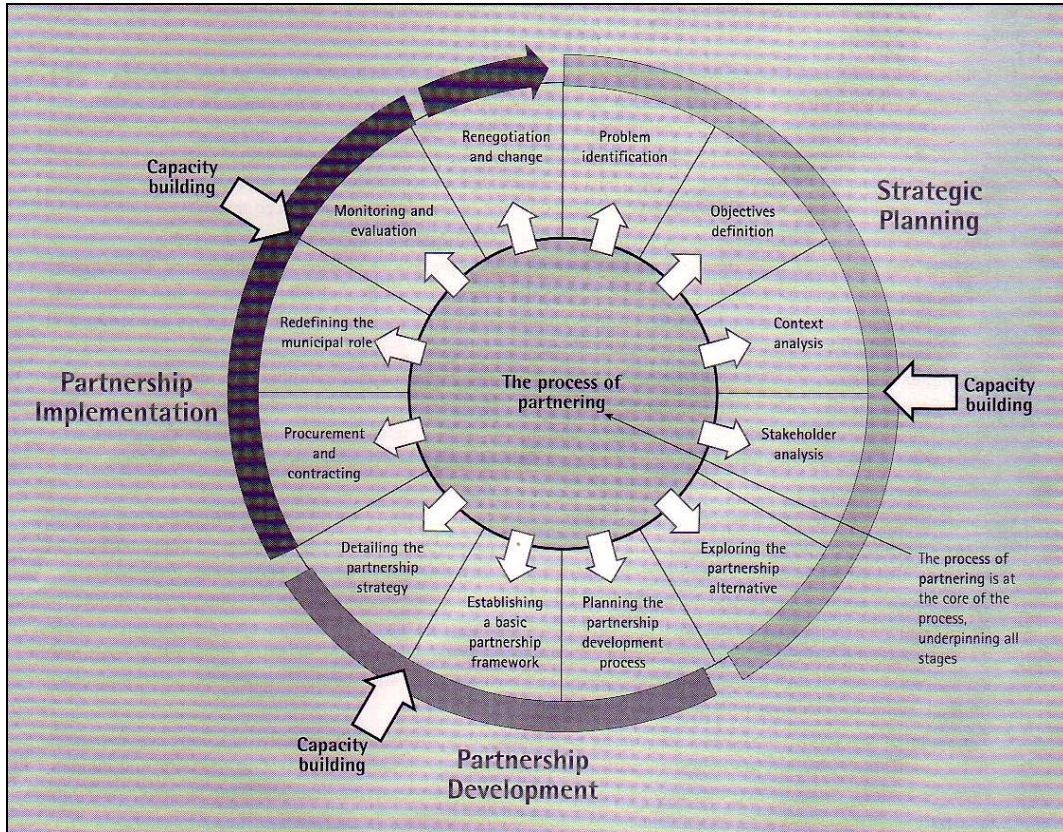 Renegotiation
and change
Problem
identification
Capacity
building
Strategic
Planning
Monitoring and
evaluation
Objectives
definition
Redefining the
municipal role
Context
analysis
The process of
partnering
Partnership
Implementation
Capacity
building
Procurement
and
contracting
Stakeholder
analysis
Detailing the
partnership
strategy
Exploring the
partnership
alternative
The process of
partnering is at
the core of the
process,
underpinning all
stages
Establishing
a basic
partnership
framework
Planning the
partnership
development
process
Capacity
building
Partnership
Development